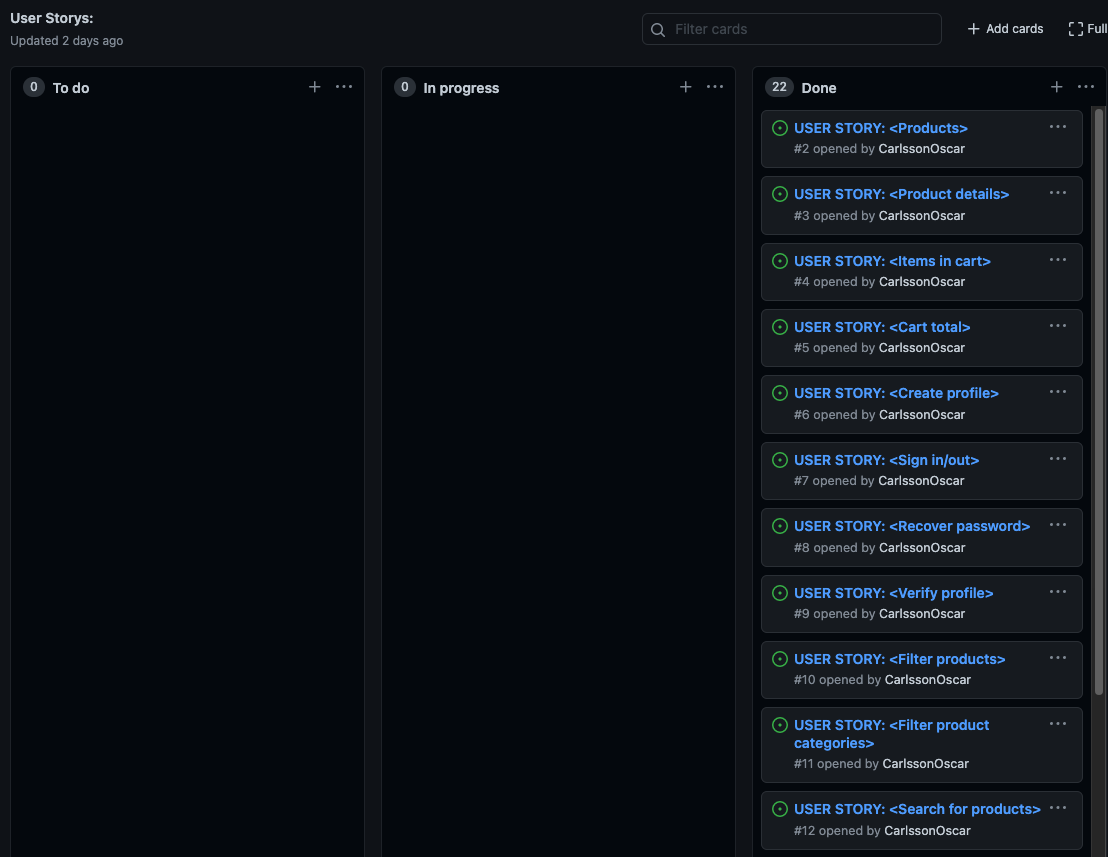 User Storys:
Updated 2 days ago
Filter cards
Add cards
Full
0 To do
0 In progress
22 Done
USER STORY: <Products>
#2 opened by CarlssonOscar
USER STORY: <Product details>
#3 opened by CarlssonOscar
USER STORY: <Items in cart>
#4 opened by CarlssonOscar
USER STORY: <Cart total>
#5 opened by CarlssonOscar
USER STORY: <Create profile>
#6 opened by CarlssonOscar
USER STORY: <Sign in/out>
#7 opened by CarlssonOscar
USER STORY: <Recover password>
#8 opened by CarlssonOscar
USER STORY: <Verify profile>
#9 opened by CarlssonOscar
USER STORY: <Filter products>
#10 opened by CarlssonOscar
USER STORY: <Filter product
categories>
#11 opened by CarlssonOscar
USER STORY: <Search for products>
#12 opened by CarlssonOscar